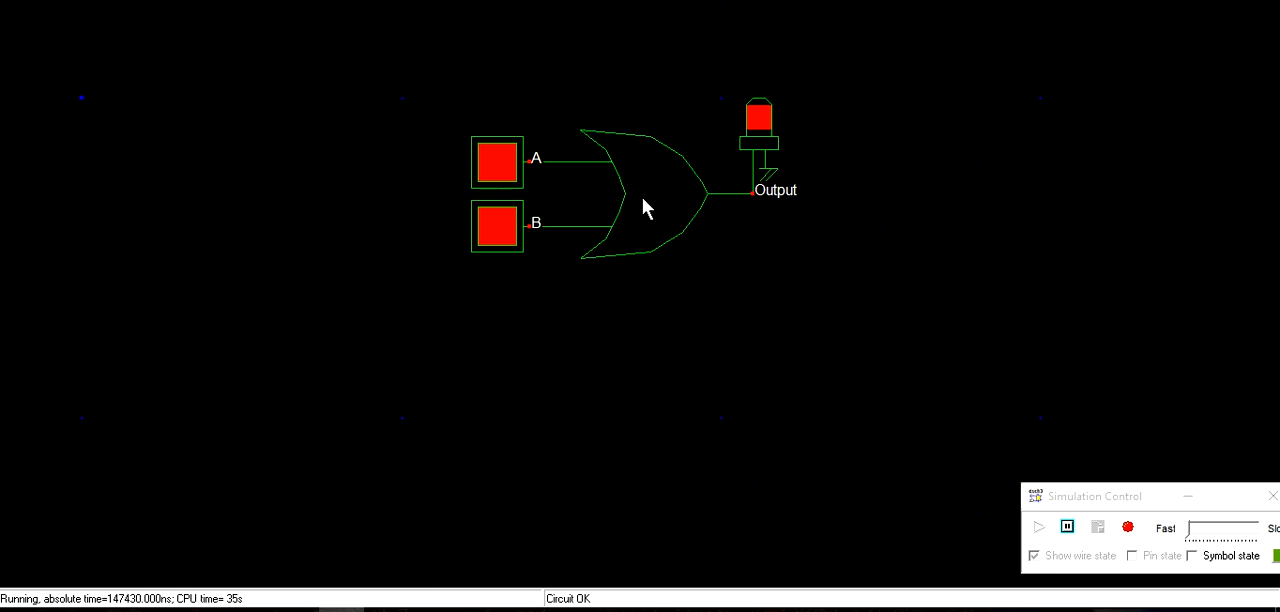 A
B
Output
dsch3
Simulation Control
Fast
Show wire state
Pin state
Symbol state
Running, absolute time=147430.000ns; CPU time= 35s
Circuit OK